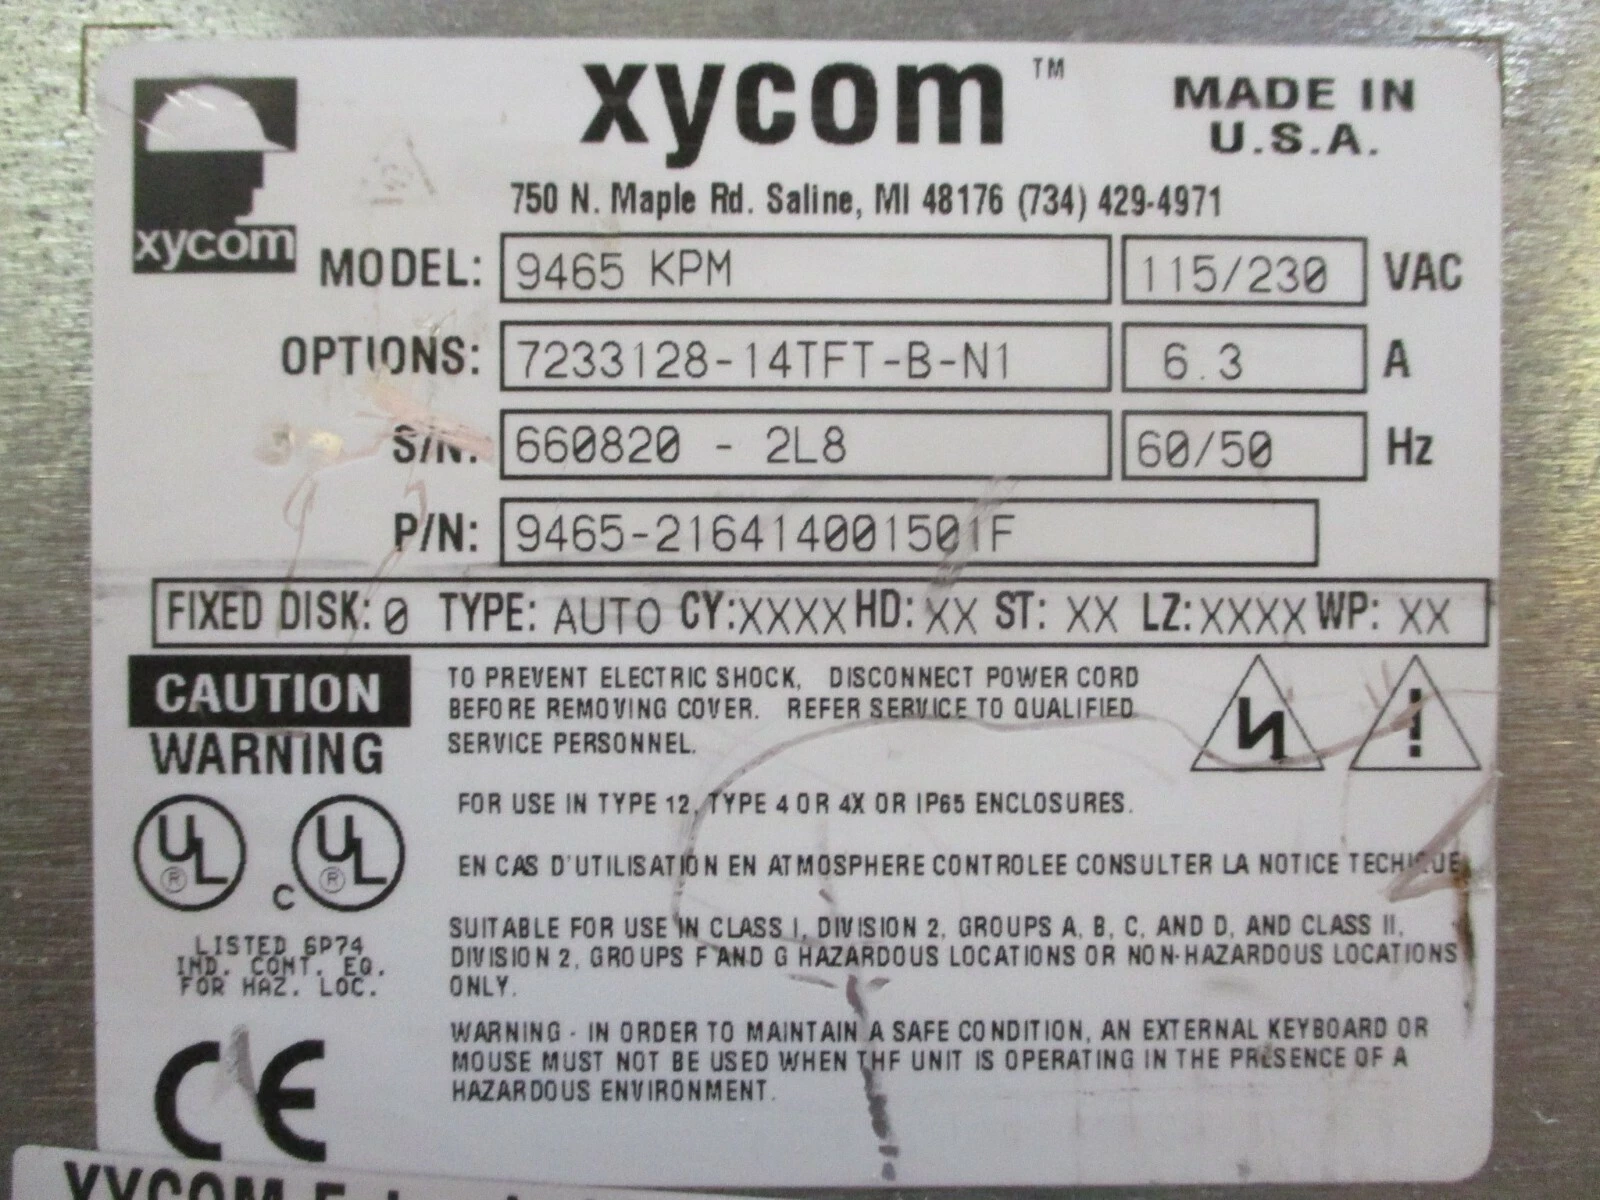 xycom™
MADE IN
U.S.A.
750 N. Maple Rd. Saline, MI 48176 (734) 429-4971
xycom
MODEL: 9465 KPM 115/230 VAC
OPTIONS: 7233128-14TFT-B-N1 6.3 A
S/N: 660820 - 2L8 60/50 Hz
P/N: 9465-216414001501F
FIXED DISK: 0 TYPE: AUTO CY:XXXX HD: XX ST: XX LZ:XXXX WP: XX
CAUTION
WARNING
TO PREVENT ELECTRIC SHOCK, DISCONNECT POWER CORD
BEFORE REMOVING COVER. REFER SERVICE TO QUALIFIED
SERVICE PERSONNEL.
FOR USE IN TYPE 12, TYPE 4 OR 4X OR IP65 ENCLOSURES.
EN CAS D'UTILISATION EN ATMOSPHERE CONTROLEE CONSULTER LA NOTICE TECHIQUE
UL ®
C UL ®
LISTED 6P74
IND. CONT. EQ.
FOR HAZ. LOC.
SUITABLE FOR USE IN CLASS I, DIVISION 2, GROUPS A, B, C, AND D, AND CLASS II,
DIVISION 2, GROUPS F AND G HAZARDOUS LOCATIONS OR NON-HAZARDOUS LOCATIONS
ONLY.
CE
WARNING - IN ORDER TO MAINTAIN A SAFE CONDITION, AN EXTERNAL KEYBOARD OR
MOUSE MUST NOT BE USED WHEN THE UNIT IS OPERATING IN THE PRESENCE OF A
HAZARDOUS ENVIRONMENT.
XYCOM